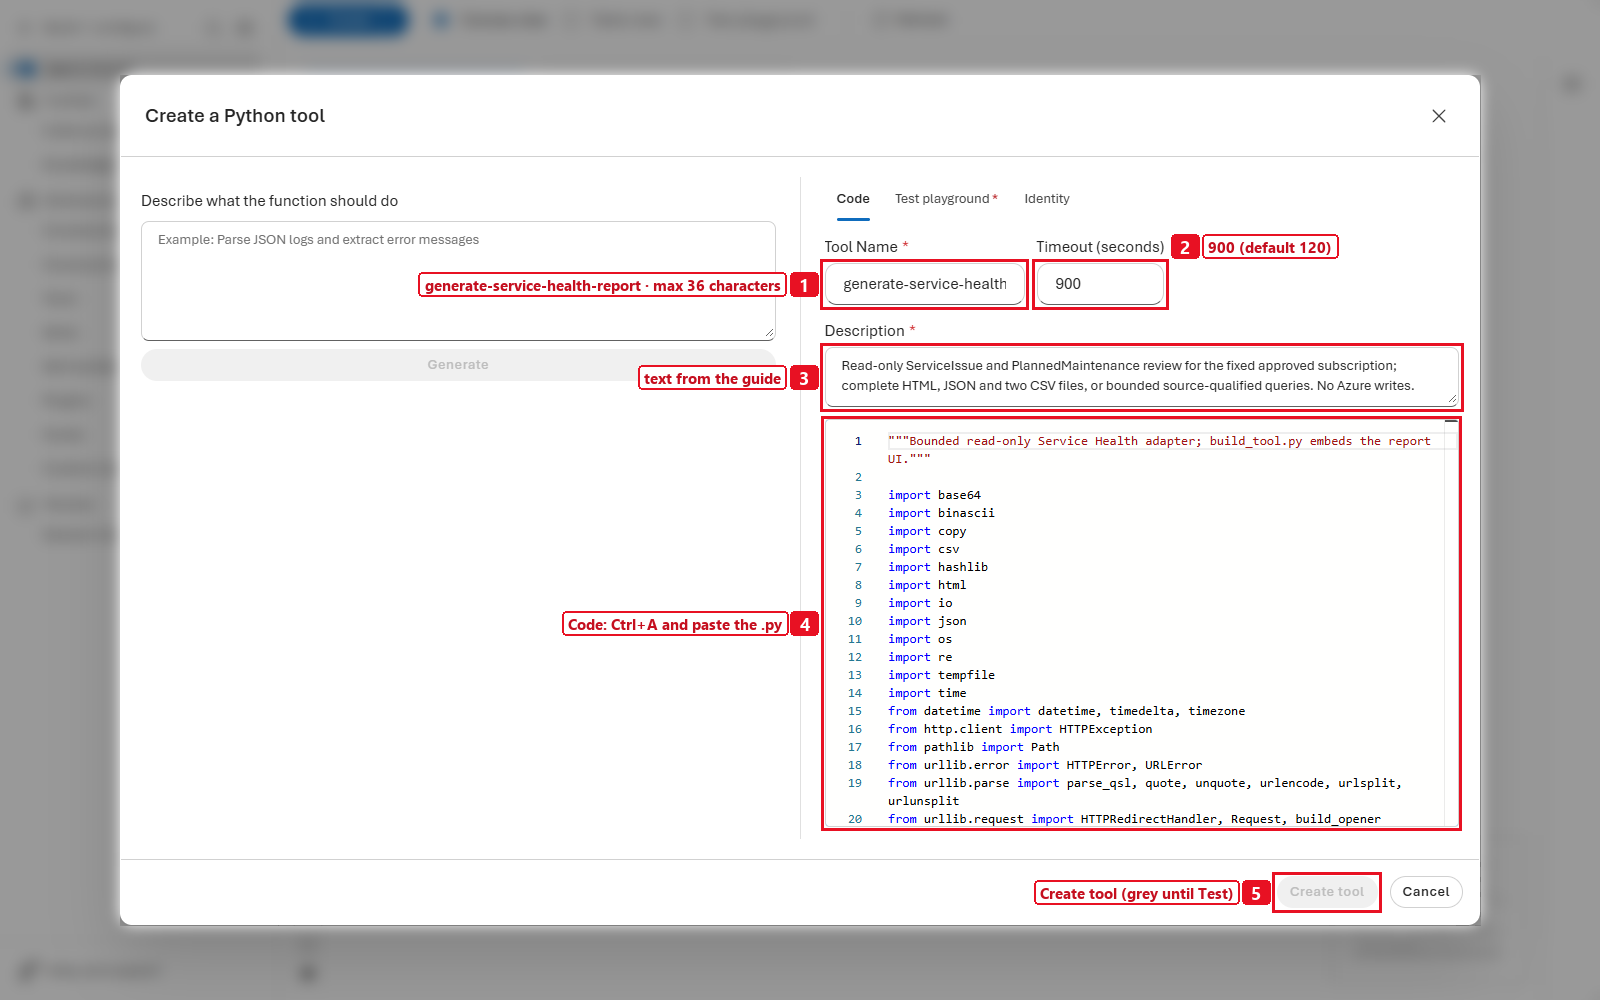 Create a Python tool
Describe what the function should do
Example: Parse JSON logs and extract error messages
Generate
Code
Test playground *
Identity
Tool Name *
Timeout (seconds)
2
900 (default 120)
generate-service-health-report · max 36 characters
1
generate-service-health
900
Description *
text from the guide
3
Read-only ServiceIssue and PlannedMaintenance review for the fixed approved subscription;
complete HTML, JSON and two CSV files, or bounded source-qualified queries. No Azure writes.
1 """Bounded read-only Service Health adapter; build_tool.py embeds the report
UI."""
2
3 import base64
4 import binascii
5 import copy
6 import csv
7 import hashlib
8 import html
9 import io
10 import json
11 import os
12 import re
13 import tempfile
14 import time
15 from datetime import datetime, timedelta, timezone
16 from http.client import HTTPException
17 from pathlib import Path
18 from urllib.error import HTTPError, URLError
19 from urllib.parse import parse_qsl, quote, unquote, urlencode, urlsplit,
urlunsplit
20 from urllib.request import HTTPRedirectHandler, Request, build_opener
Code: Ctrl+A and paste the .py
4
Create tool (grey until Test)
5
Create tool
Cancel